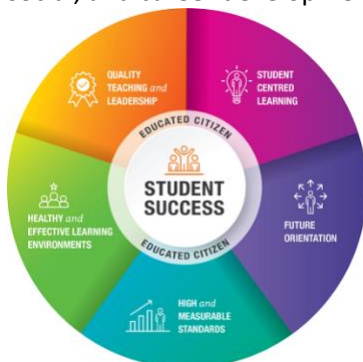 QUALITY
TEACHING and
LEADERSHIP
STUDENT
CENTRED
LEARNING
EDUCATED CITIZEN
STUDENT
SUCCESS
EDUCATED CITIZEN
HEALTHY and
EFFECTIVE LEARNING
ENVIRONMENTS
FUTURE
ORIENTATION
HIGH and
MEASURABLE
STANDARDS